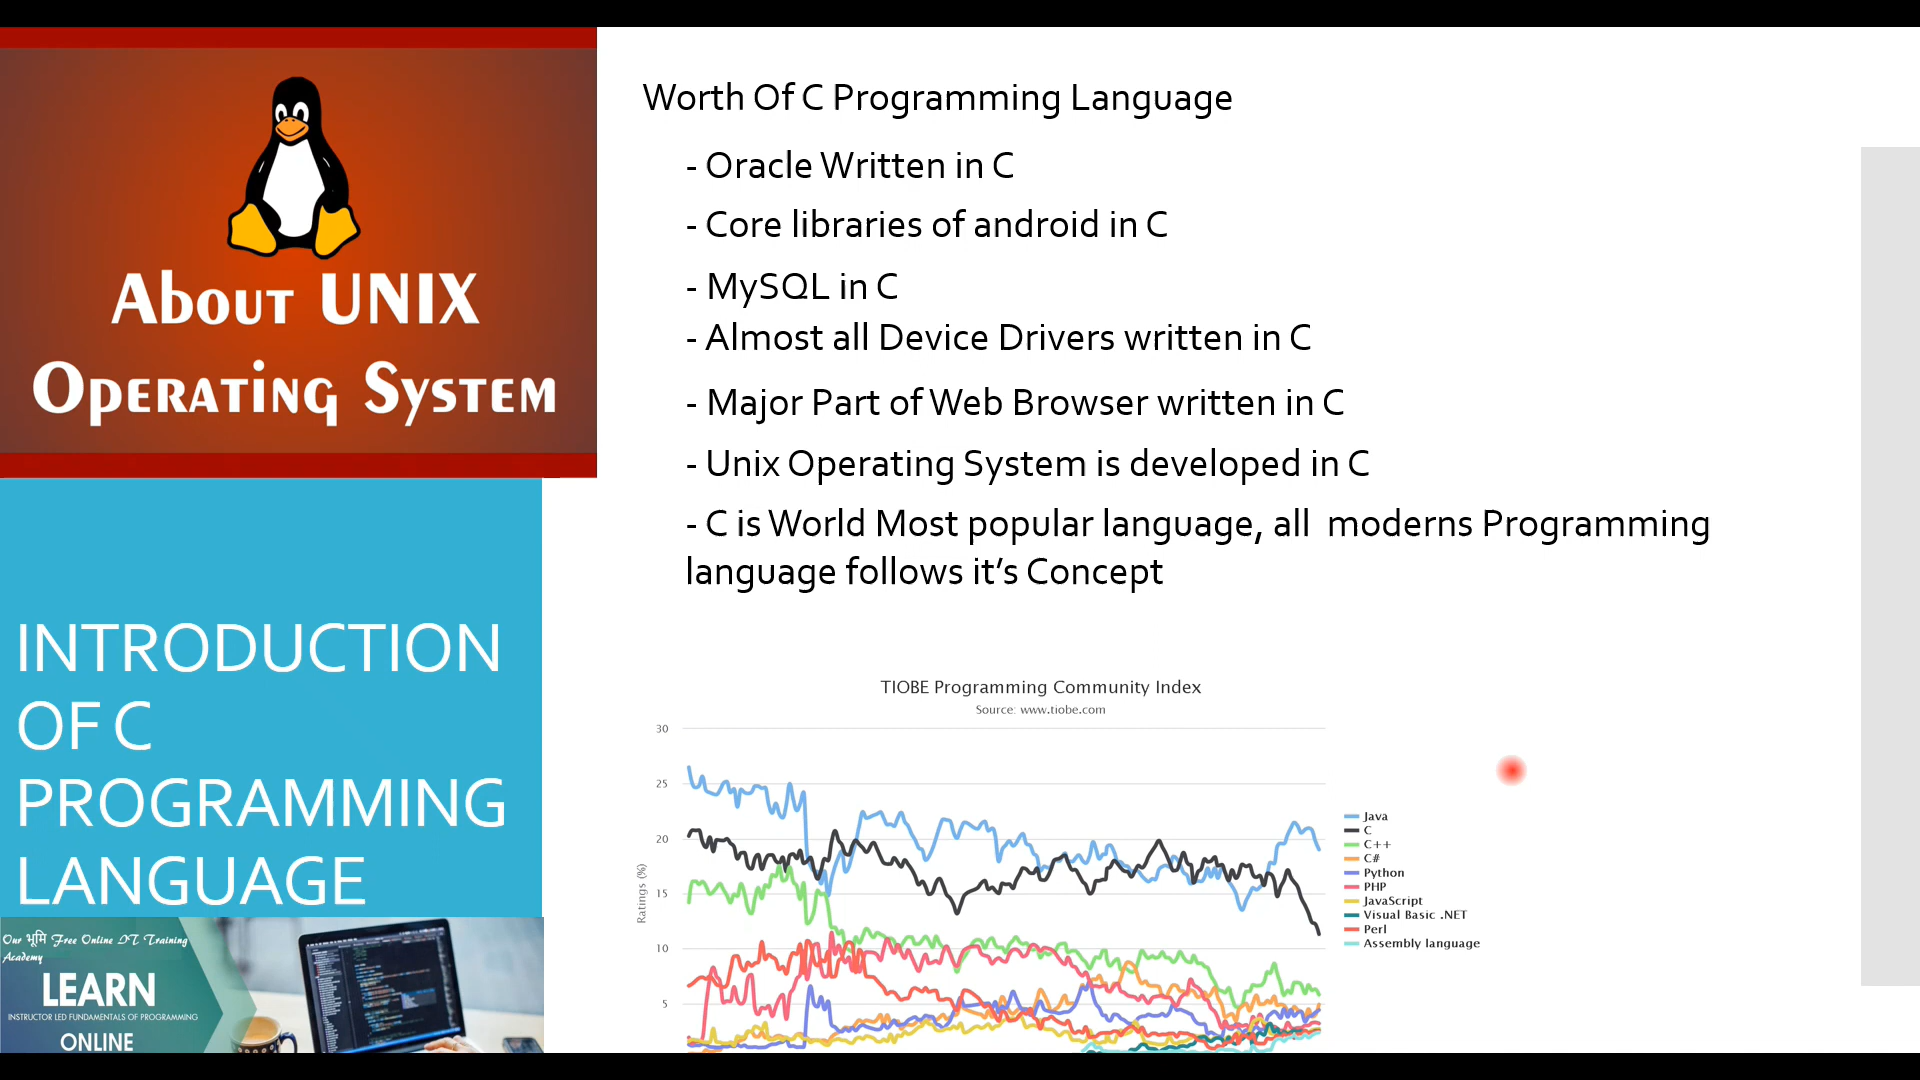 About UNIX
Operating System
INTRODUCTION
OF C
PROGRAMMING
LANGUAGE
Our भूमि Free Online IT Training
Academy
LEARN
INSTRUCTOR LED FUNDAMENTALS OF PROGRAMMING
ONLINE
Worth Of C Programming Language
- Oracle Written in C
- Core libraries of android in C
- MySQL in C
- Almost all Device Drivers written in C
- Major Part of Web Browser written in C
- Unix Operating System is developed in C
- C is World Most popular language, all moderns Programming
language follows it’s Concept
TIOBE Programming Community Index
Source: www.tiobe.com
30
25
20
15
10
5
Ratings (%)
Java
C
C++
C#
Python
PHP
JavaScript
Visual Basic .NET
Perl
Assembly language